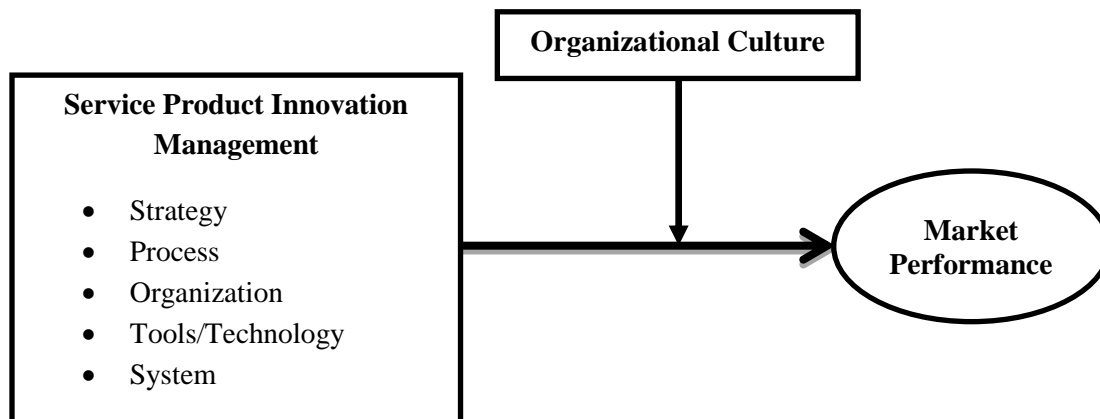 Organizational Culture
Service Product Innovation
Management
• Strategy
• Process
• Organization
• Tools/Technology
• System
Market
Performance